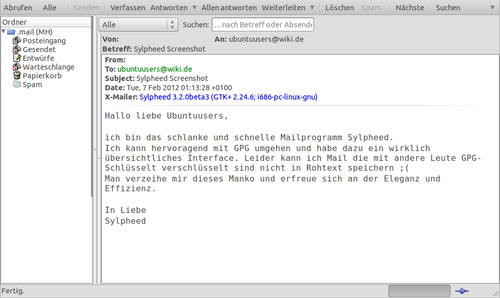 Abrufen Alle Senden Verfassen Antworten Allen antworten Weiterleiten Löschen Spam Nächste Suchen
Ordner
.mail (MH)
Posteingang
Gesendet
Entwürfe
Warteschlange
Papierkorb
Spam
Alle Suchen: ... nach Betreff oder Absende
Von: An: ubuntuusers@wiki.de
Betreff: Sylpheed Screenshot
From:
To: ubuntuusers@wiki.de
Subject: Sylpheed Screenshot
Date: Tue, 7 Feb 2012 01:13:28 +0100
X-Mailer: Sylpheed 3.2.0beta3 (GTK+ 2.24.6; i686-pc-linux-gnu)
Hallo liebe Ubuntuusers,
ich bin das schlanke und schnelle Mailprogramm Sylpheed.
Ich kann hervoragend mit GPG umgehen und habe dazu ein wirklich
übersichtliches Interface. Leider kann ich Mail die mit andere Leute GPG-
Schlüsselt verschlüsselt sind nicht in Rohtext speichern ;(
Man verzeihe mir dieses Manko und erfreue sich an der Eleganz und
Effizienz.
In Liebe
Sylpheed
Fertig.